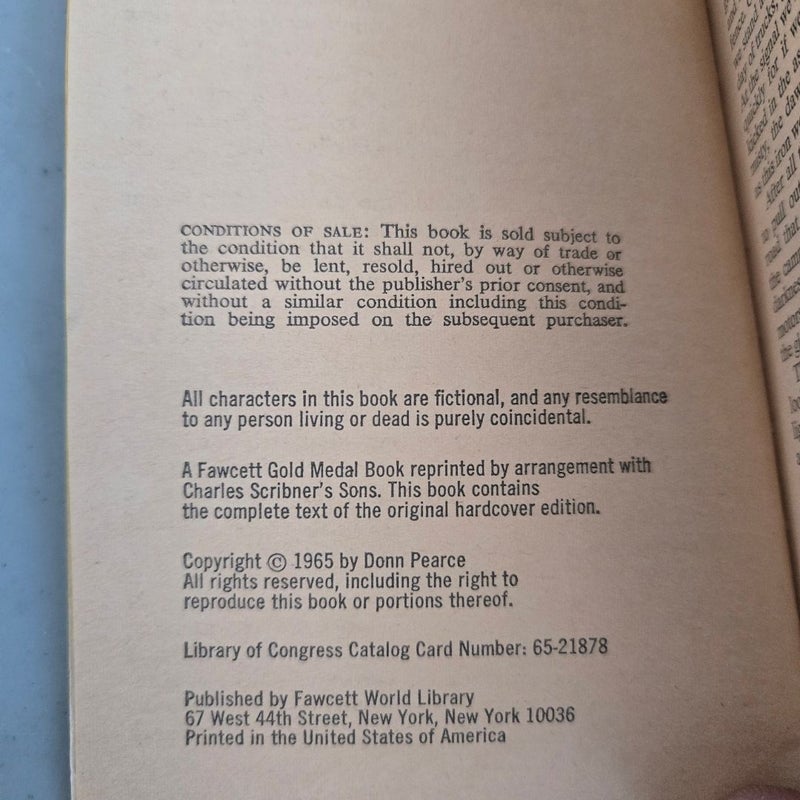 CONDITIONS OF SALE: This book is sold subject to
the condition that it shall not, by way of trade or
otherwise, be lent, resold, hired out or otherwise
circulated without the publisher's prior consent, and
without a similar condition including this condi-
tion being imposed on the subsequent purchaser.
All characters in this book are fictional, and any resemblance
to any person living or dead is purely coincidental.
A Fawcett Gold Medal Book reprinted by arrangement with
Charles Scribner's Sons. This book contains
the complete text of the original hardcover edition.
Copyright © 1965 by Donn Pearce
All rights reserved, including the right to
reproduce this book or portions thereof.
Library of Congress Catalog Card Number: 65-21878
Published by Fawcett World Library
67 West 44th Street, New York, New York 10036
Printed in the United States of America